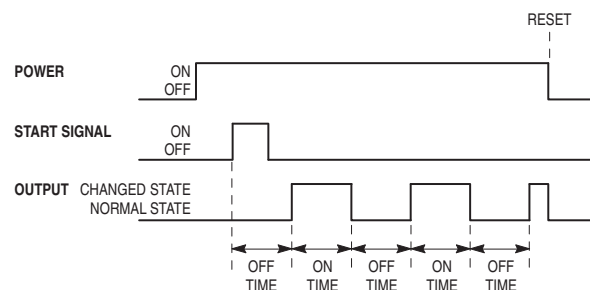 RESET
POWER ON
OFF
START SIGNAL ON
OFF
OUTPUT CHANGED STATE
NORMAL STATE
OFF TIME
ON TIME
OFF TIME
ON TIME
OFF TIME